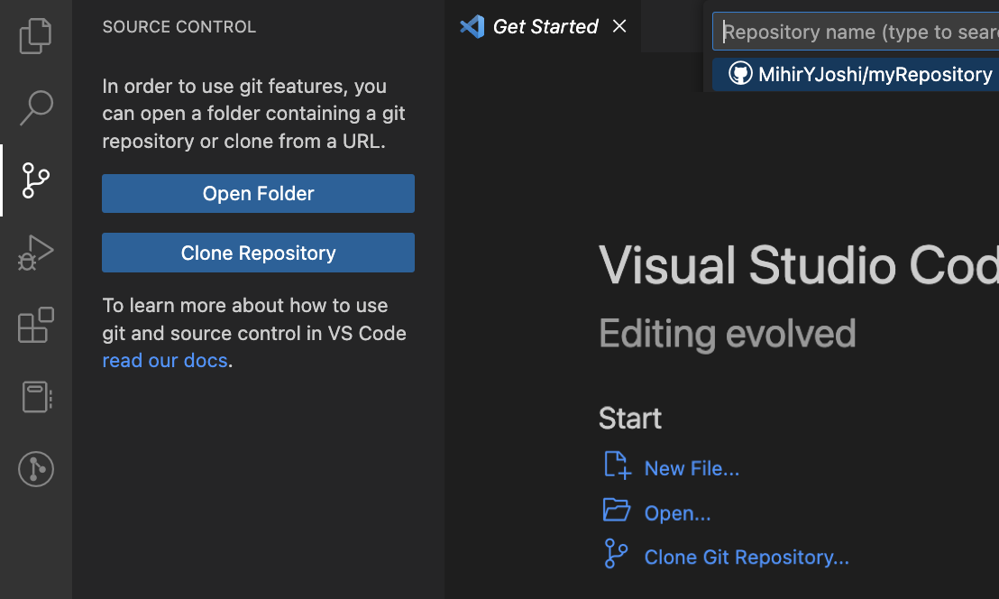 SOURCE CONTROL
In order to use git features, you
can open a folder containing a git
repository or clone from a URL.
Open Folder
Clone Repository
To learn more about how to use
git and source control in VS Code
read our docs.
Get Started
Repository name (type to sear
MihirYJoshi/myRepository
Visual Studio Cod
Editing evolved
Start
New File...
Open...
Clone Git Repository...